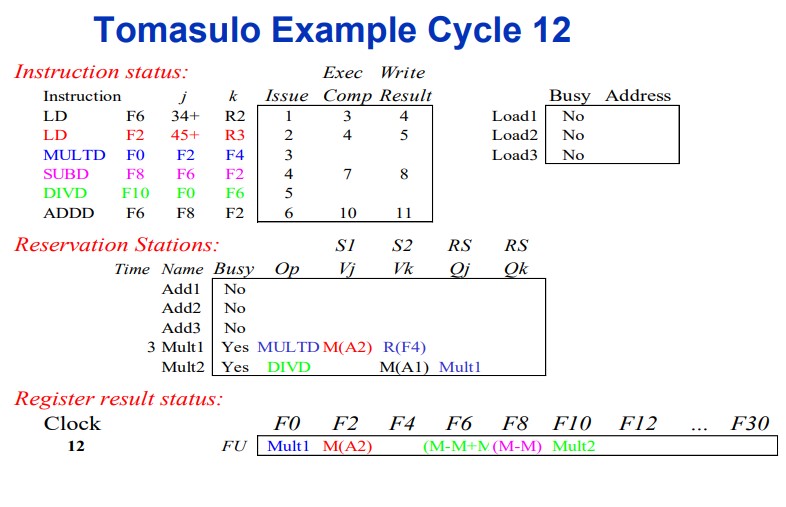 Tomasulo Example Cycle 12
Instruction status: Exec Write
Instruction j k Issue Comp Result Busy Address
LD F6 34+ R2 1 3 4 Load1 No
LD F2 45+ R3 2 4 5 Load2 No
MULTD F0 F2 F4 3 Load3 No
SUBD F8 F6 F2 4 7 8
DIVD F10 F0 F6 5
ADDD F6 F8 F2 6 10 11
Reservation Stations: S1 S2 RS RS
Time Name Busy Op Vj Vk Qj Qk
Add1 No
Add2 No
Add3 No
3 Mult1 Yes MULTD M(A2) R(F4)
Mult2 Yes DIVD M(A1) Mult1
Register result status:
Clock F0 F2 F4 F6 F8 F10 F12 ... F30
12 FU Mult1 M(A2) (M-M+M (M-M) Mult2